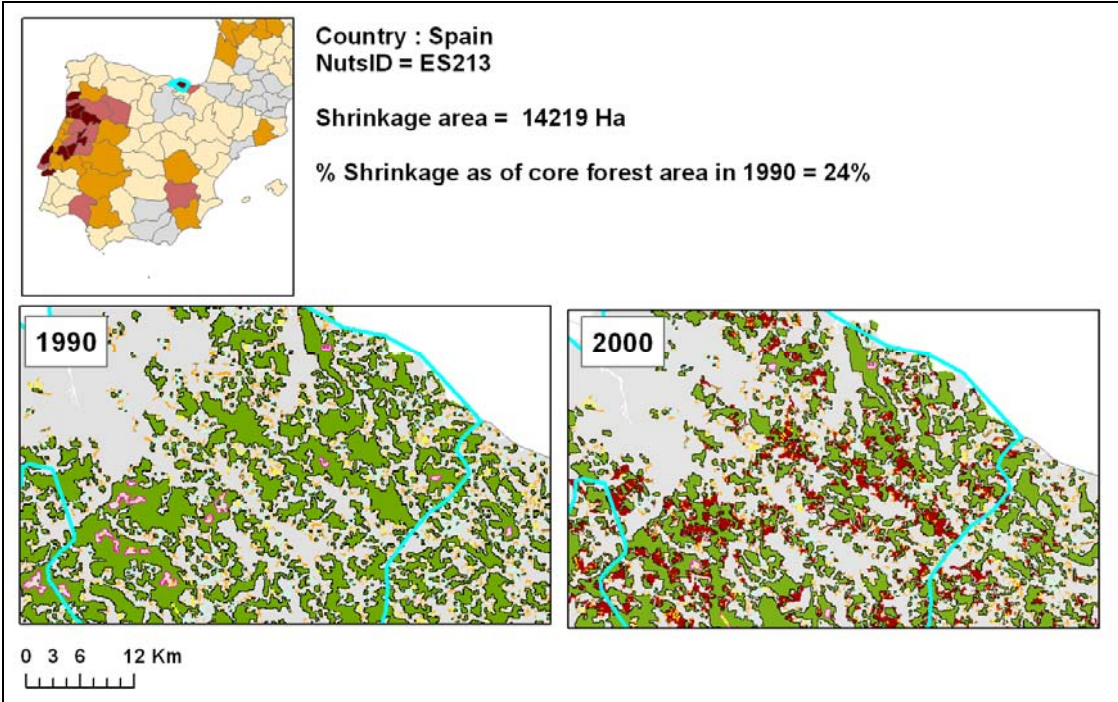 Country : Spain
NutsID = ES213
Shrinkage area = 14219 Ha
% Shrinkage as of core forest area in 1990 = 24%
1990
2000
0 3 6 12 Km